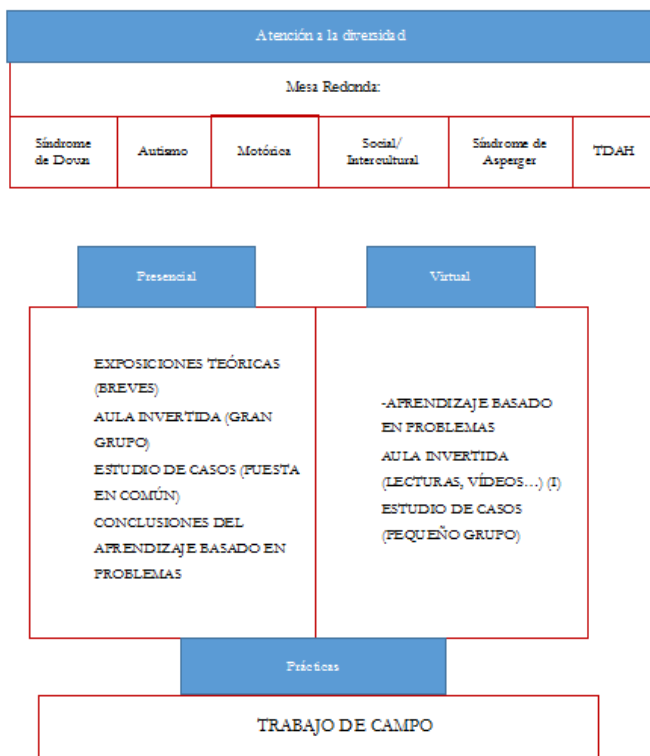 Atención a la diversidad
Mesa Redonda:
Síndrome
de Down
Autismo
Motórica
Social/
Intercultural
Síndrome de
Asperger
TDAH
Presencial
EXPOSICIONES TEÓRICAS
(BREVES)
AULA INVERTIDA (GRAN
GRUPO)
ESTUDIO DE CASOS (PUESTA
EN COMÚN)
CONCLUSIONES DEL
APRENDIZAJE BASADO EN
PROBLEMAS
Virtual
-APRENDIZAJE BASADO
EN PROBLEMAS
AULA INVERTIDA
(LECTURAS, VÍDEOS...) (I)
ESTUDIO DE CASOS
(PEQUEÑO GRUPO)
Prácticas
TRABAJO DE CAMPO